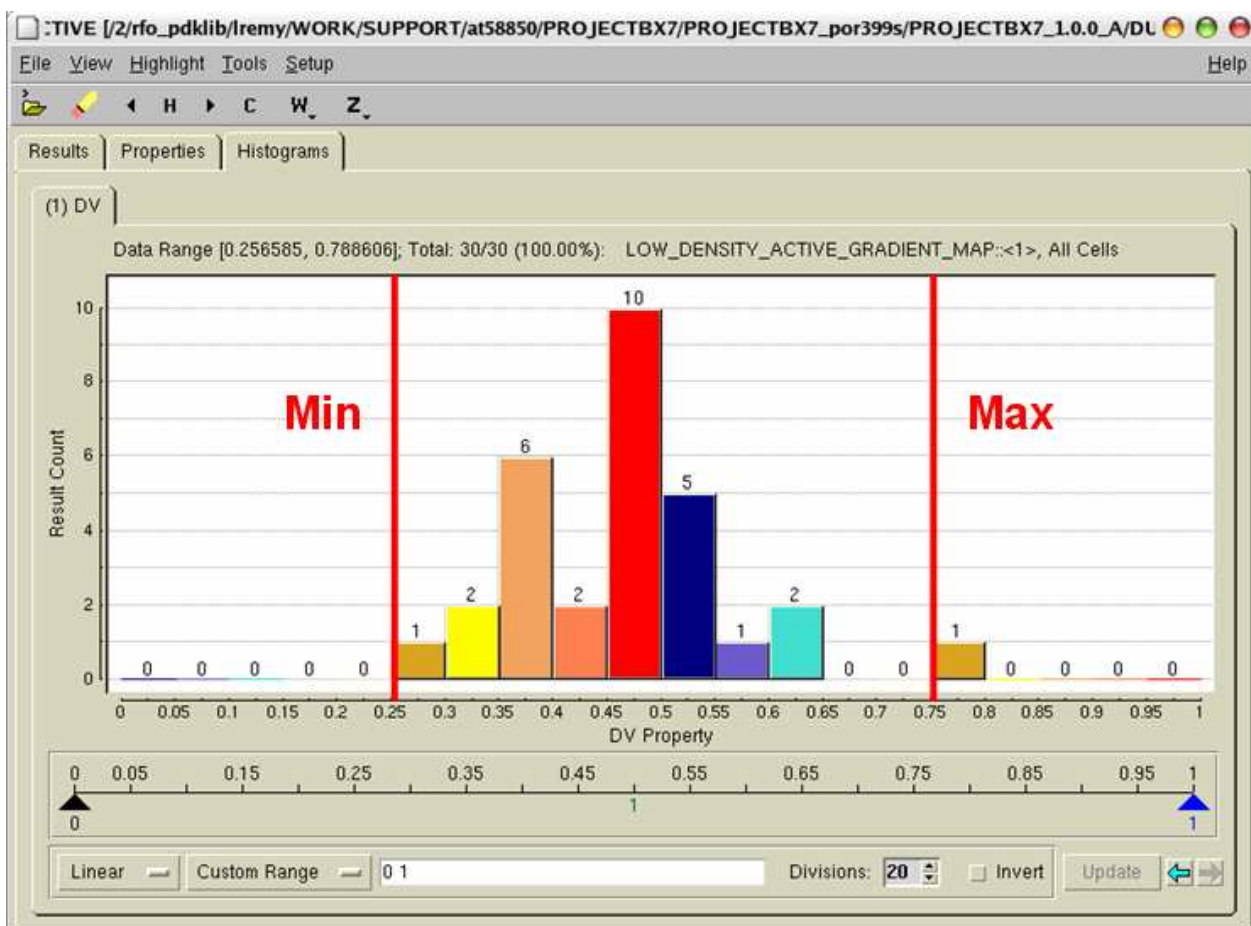 :TIVE [/2/rfo_pdklib/lremy/WORK/SUPPORT/at58850/PROJECTBX7/PROJECTBX7_por399s/PROJECTBX7_1.0.0_A/DU
File View Highlight Tools Setup Help
H C W Z
Results Properties Histograms
(1) DV
Data Range [0.256585, 0.788606]; Total: 30/30 (100.00%): LOW_DENSITY_ACTIVE_GRADIENT_MAP::<1>, All Cells
10
8
6
4
2
0
Result Count
Min
Max
0 0 0 0 0 1 2 6 2 10 5 1 2 0 0 1 0 0 0 0
0 0.05 0.1 0.15 0.2 0.25 0.3 0.35 0.4 0.45 0.5 0.55 0.6 0.65 0.7 0.75 0.8 0.85 0.9 0.95 1
DV Property
0 0.05 0.15 0.25 0.35 0.45 0.55 0.65 0.75 0.85 0.95 1
1
0 1
Linear Custom Range 0 1 Divisions: 20 Invert Update